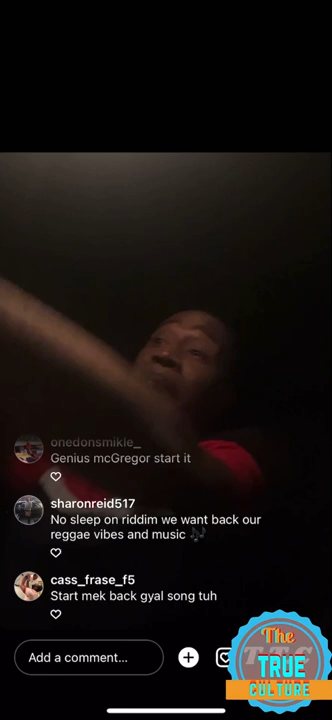 onedonsmikle_
Genius mcGregor start it
sharonreid517
No sleep on riddim we want back our
reggae vibes and music 🎶
cass_frase_f5
Start mek back gyal song tuh
Add a comment...
The
TRUE
CULTURE